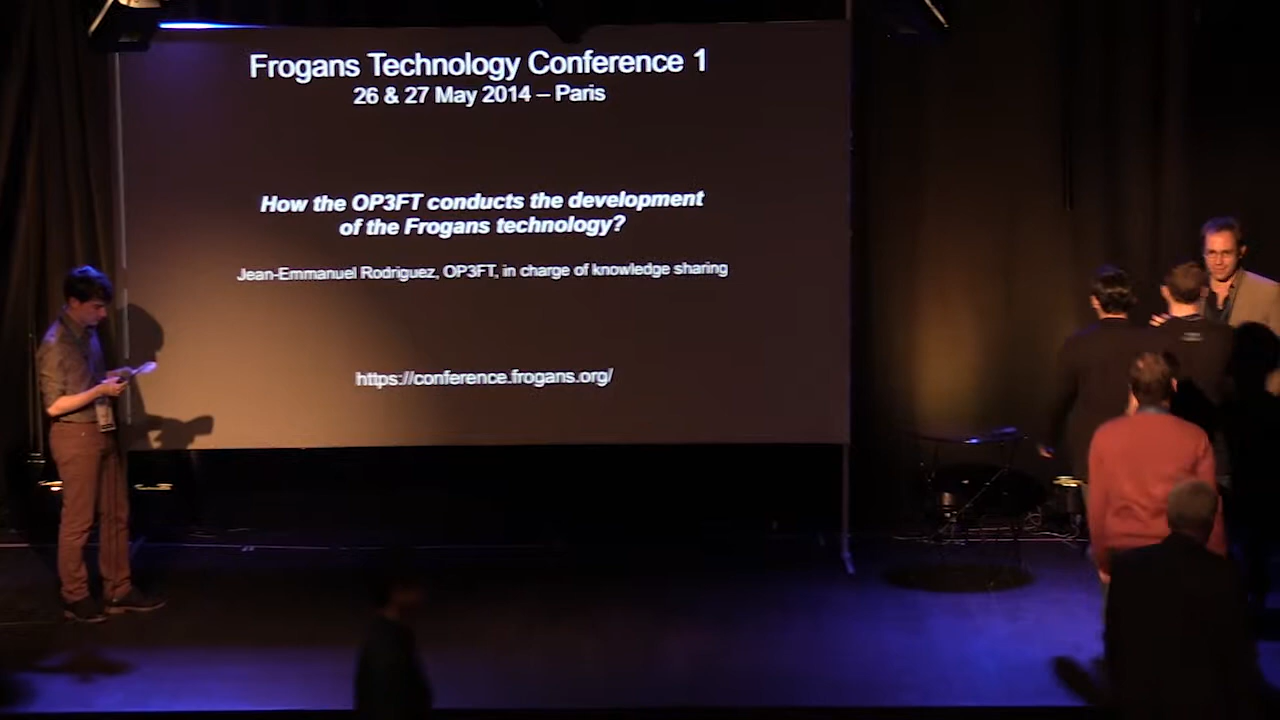 Frogans Technology Conference 1
26 & 27 May 2014 – Paris
How the OP3FT conducts the development
of the Frogans technology?
Jean-Emmanuel Rodriguez, OP3FT, in charge of knowledge sharing
https://conference.frogans.org/